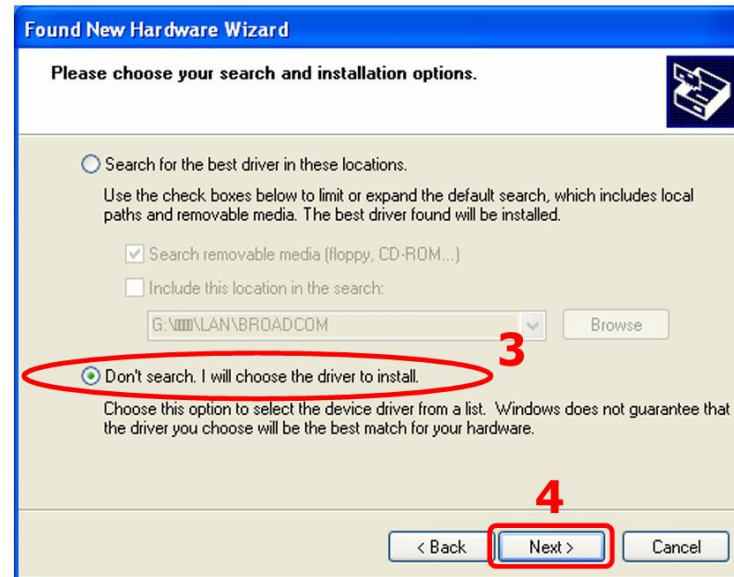 Found New Hardware Wizard
Please choose your search and installation options.
Search for the best driver in these locations.
Use the check boxes below to limit or expand the default search, which includes local
paths and removable media. The best driver found will be installed.
Search removable media (floppy, CD-ROM...)
Include this location in the search:
\LAN\BROADCOM
Browse
3
Don't search. I will choose the driver to install.
Choose this option to select the device driver from a list. Windows does not guarantee that
the driver you choose will be the best match for your hardware.
4
< Back
Next >
Cancel